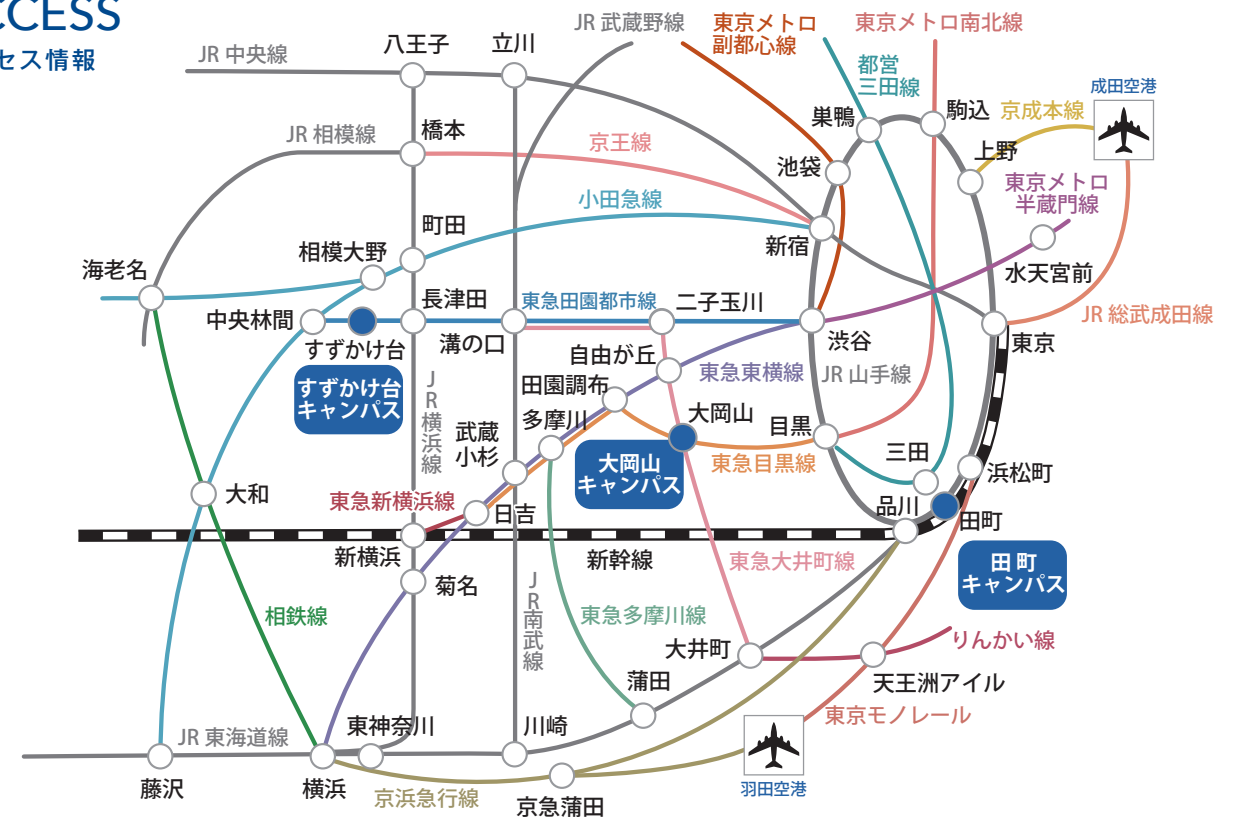 CCESS
セス情報
JR 中央線
八王子
立川
JR 武蔵野線
東京メトロ
副都心線
東京メトロ南北線
都営
三田線
成田空港
JR 相模線
橋本
京王線
巣鴨
駒込
京成本線
池袋
上野
東京メトロ
半蔵門線
小田急線
町田
相模大野
新宿
水天宮前
海老名
中央林間
すずかけ台
長津田
東急田園都市線
溝の口
二子玉川
渋谷
東京
JR 総武成田線
すずかけ台
キャンパス
JR横浜線
自由が丘
東急東横線
JR 山手線
田園調布
多摩川
大岡山
目黒
武蔵
小杉
大岡山
キャンパス
東急目黒線
三田
浜松町
大和
東急新横浜線
日吉
品川
田町
新横浜
新幹線
東急大井町線
田町
キャンパス
菊名
JR南武線
相鉄線
東急多摩川線
大井町
りんかい線
蒲田
天王洲アイル
JR 東海道線
東神奈川
川崎
東京モノレール
藤沢
横浜
京浜急行線
京急蒲田
羽田空港